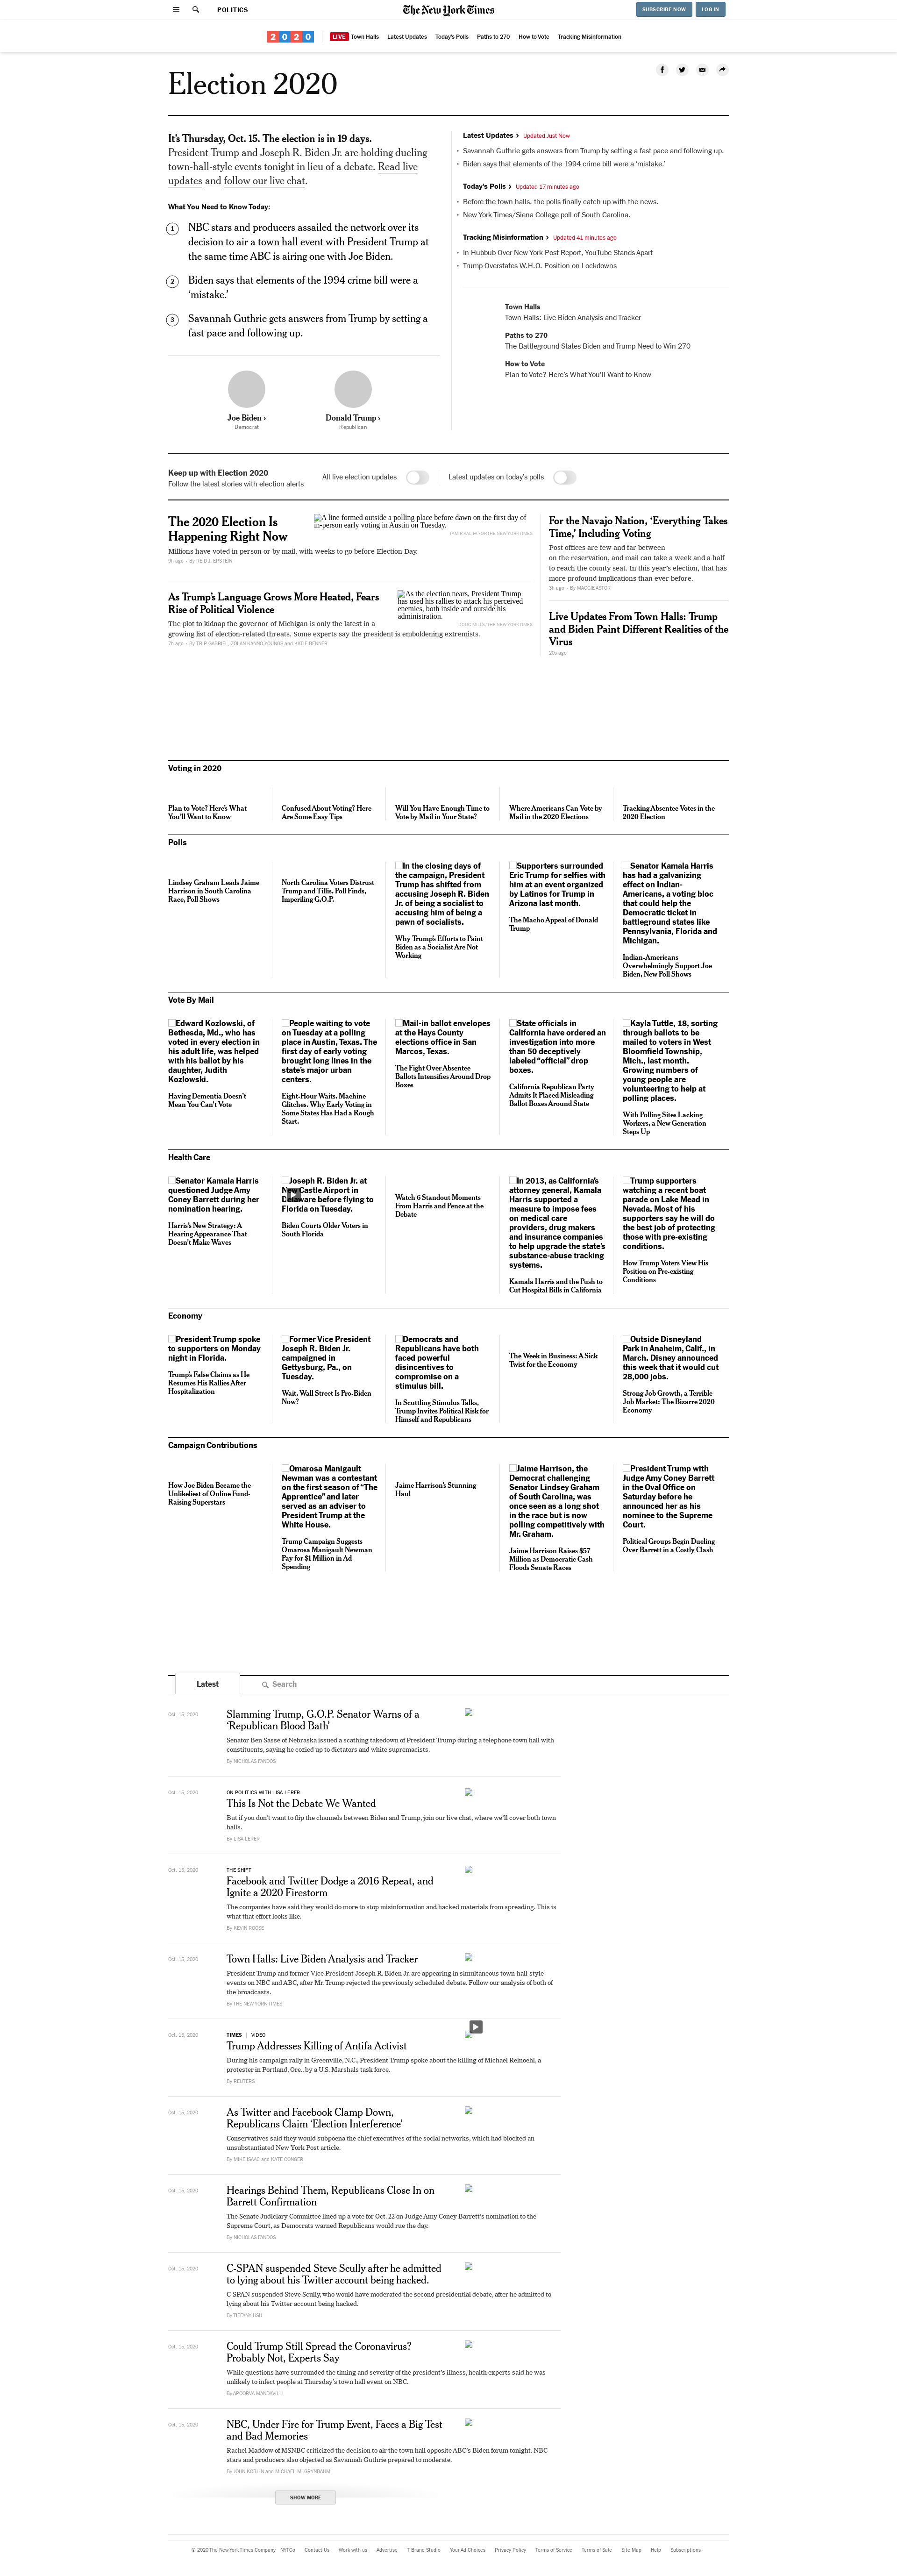 POLITICS
The New York Times
SUBSCRIBE NOW
LOG IN
2020
LIVE Town Halls
Latest Updates
Today's Polls
Paths to 270
How to Vote
Tracking Misinformation
Election 2020
It's Thursday, Oct. 15. The election is in 19 days.
President Trump and Joseph R. Biden Jr. are holding dueling
town-hall-style events tonight in lieu of a debate. Read live
updates and follow our live chat.
What You Need to Know Today:
1
NBC stars and producers assailed the network over its
decision to air a town hall event with President Trump at
the same time ABC is airing one with Joe Biden.
2
Biden says that elements of the 1994 crime bill were a
‘mistake.’
3
Savannah Guthrie gets answers from Trump by setting a
fast pace and following up.
Joe Biden ›
Democrat
Donald Trump ›
Republican
Latest Updates › Updated Just Now
• Savannah Guthrie gets answers from Trump by setting a fast pace and following up.
• Biden says that elements of the 1994 crime bill were a ‘mistake.’
Today's Polls › Updated 17 minutes ago
• Before the town halls, the polls finally catch up with the news.
• New York Times/Siena College poll of South Carolina.
Tracking Misinformation › Updated 41 minutes ago
• In Hubbub Over New York Post Report, YouTube Stands Apart
• Trump Overstates W.H.O. Position on Lockdowns
Town Halls
Town Halls: Live Biden Analysis and Tracker
Paths to 270
The Battleground States Biden and Trump Need to Win 270
How to Vote
Plan to Vote? Here's What You'll Want to Know
Keep up with Election 2020
Follow the latest stories with election alerts
All live election updates
Latest updates on today's polls
The 2020 Election Is
Happening Right Now
A line formed outside a polling place before dawn on the first day of
in-person early voting in Austin on Tuesday.
TAMIR KALIFA FOR THE NEW YORK TIMES
Millions have voted in person or by mail, with weeks to go before Election Day.
9h ago · By REID J. EPSTEIN
As Trump's Language Grows More Heated, Fears
Rise of Political Violence
As the election nears, President Trump
has used his rallies to attack his perceived
enemies, both inside and outside his
administration.
DOUG MILLS/THE NEW YORK TIMES
The plot to kidnap the governor of Michigan is only the latest in a
growing list of election-related threats. Some experts say the president is emboldening extremists.
7h ago · By TRIP GABRIEL, ZOLAN KANNO-YOUNGS and KATIE BENNER
For the Navajo Nation, ‘Everything Takes
Time,’ Including Voting
Post offices are few and far between
on the reservation, and mail can take a week and a half
to reach the county seat. In this year's election, that has
more profound implications than ever before.
3h ago · By MAGGIE ASTOR
Live Updates From Town Halls: Trump
and Biden Paint Different Realities of the
Virus
20s ago
Voting in 2020
Plan to Vote? Here's What
You'll Want to Know
Confused About Voting? Here
Are Some Easy Tips
Will You Have Enough Time to
Vote by Mail in Your State?
Where Americans Can Vote by
Mail in the 2020 Elections
Tracking Absentee Votes in the
2020 Election
Polls
Lindsey Graham Leads Jaime
Harrison in South Carolina
Race, Poll Shows
North Carolina Voters Distrust
Trump and Tillis, Poll Finds,
Imperiling G.O.P.
In the closing days of
the campaign, President
Trump has shifted from
accusing Joseph R. Biden
Jr. of being a socialist to
accusing him of being a
pawn of socialists.
Why Trump's Efforts to Paint
Biden as a Socialist Are Not
Working
Supporters surrounded
Eric Trump for selfies with
him at an event organized
by Latinos for Trump in
Arizona last month.
The Macho Appeal of Donald
Trump
Senator Kamala Harris
has had a galvanizing
effect on Indian-
Americans, a voting bloc
that could help the
Democratic ticket in
battleground states like
Pennsylvania, Florida and
Michigan.
Indian-Americans
Overwhelmingly Support Joe
Biden, New Poll Shows
Vote By Mail
Edward Kozlowski, of
Bethesda, Md., who has
voted in every election in
his adult life, was helped
with his ballot by his
daughter, Judith
Kozlowski.
Having Dementia Doesn't
Mean You Can't Vote
People waiting to vote
on Tuesday at a polling
place in Austin, Texas. The
first day of early voting
brought long lines in the
state's major urban
centers.
Eight-Hour Waits. Machine
Glitches. Why Early Voting in
Some States Has Had a Rough
Start.
Mail-in ballot envelopes
at the Hays County
elections office in San
Marcos, Texas.
The Fight Over Absentee
Ballots Intensifies Around Drop
Boxes
State officials in
California have ordered an
investigation into more
than 50 deceptively
labeled “official” drop
boxes.
California Republican Party
Admits It Placed Misleading
Ballot Boxes Around State
Kayla Tuttle, 18, sorting
through ballots to be
mailed to voters in West
Bloomfield Township,
Mich., last month.
Growing numbers of
young people are
volunteering to help at
polling places.
With Polling Sites Lacking
Workers, a New Generation
Steps Up
Health Care
Senator Kamala Harris
questioned Judge Amy
Coney Barrett during her
nomination hearing.
Harris's New Strategy: A
Hearing Appearance That
Doesn't Make Waves
Joseph R. Biden Jr. at
New Castle Airport in
Delaware before flying to
Florida on Tuesday.
Biden Courts Older Voters in
South Florida
Watch 6 Standout Moments
From Harris and Pence at the
Debate
In 2013, as California's
attorney general, Kamala
Harris supported a
measure to impose fees
on medical care
providers, drug makers
and insurance companies
to help upgrade the state's
substance-abuse tracking
systems.
Kamala Harris and the Push to
Cut Hospital Bills in California
Trump supporters
watching a recent boat
parade on Lake Mead in
Nevada. Most of his
supporters say he will do
the best job of protecting
those with pre-existing
conditions.
How Trump Voters View His
Position on Pre-existing
Conditions
Economy
President Trump spoke
to supporters on Monday
night in Florida.
Trump's False Claims as He
Resumes His Rallies After
Hospitalization
Former Vice President
Joseph R. Biden Jr.
campaigned in
Gettysburg, Pa., on
Tuesday.
Wait, Wall Street Is Pro-Biden
Now?
Democrats and
Republicans have both
faced powerful
disincentives to
compromise on a
stimulus bill.
In Scuttling Stimulus Talks,
Trump Invites Political Risk for
Himself and Republicans
The Week in Business: A Sick
Twist for the Economy
Outside Disneyland
Park in Anaheim, Calif., in
March. Disney announced
this week that it would cut
28,000 jobs.
Strong Job Growth, a Terrible
Job Market: The Bizarre 2020
Economy
Campaign Contributions
How Joe Biden Became the
Unlikeliest of Online Fund-
Raising Superstars
Omarosa Manigault
Newman was a contestant
on the first season of “The
Apprentice” and later
served as an adviser to
President Trump at the
White House.
Trump Campaign Suggests
Omarosa Manigault Newman
Pay for $1 Million in Ad
Spending
Jaime Harrison's Stunning
Haul
Jaime Harrison, the
Democrat challenging
Senator Lindsey Graham
of South Carolina, was
once seen as a long shot
in the race but is now
polling competitively with
Mr. Graham.
Jaime Harrison Raises $57
Million as Democratic Cash
Floods Senate Races
President Trump with
Judge Amy Coney Barrett
in the Oval Office on
Saturday before he
announced her as his
nominee to the Supreme
Court.
Political Groups Begin Dueling
Over Barrett in a Costly Clash
Latest
Search
Oct. 15, 2020
Slamming Trump, G.O.P. Senator Warns of a
‘Republican Blood Bath’
Senator Ben Sasse of Nebraska issued a scathing takedown of President Trump during a telephone town hall with
constituents, saying he cozied up to dictators and white supremacists.
By NICHOLAS FANDOS
Oct. 15, 2020
ON POLITICS WITH LISA LERER
This Is Not the Debate We Wanted
But if you don't want to flip the channels between Biden and Trump, join our live chat, where we'll cover both town
halls.
By LISA LERER
Oct. 15, 2020
THE SHIFT
Facebook and Twitter Dodge a 2016 Repeat, and
Ignite a 2020 Firestorm
The companies have said they would do more to stop misinformation and hacked materials from spreading. This is
what that effort looks like.
By KEVIN ROOSE
Oct. 15, 2020
Town Halls: Live Biden Analysis and Tracker
President Trump and former Vice President Joseph R. Biden Jr. are appearing in simultaneous town-hall-style
events on NBC and ABC, after Mr. Trump rejected the previously scheduled debate. Follow our analysis of both of
the broadcasts.
By THE NEW YORK TIMES
Oct. 15, 2020
TIMES | VIDEO
Trump Addresses Killing of Antifa Activist
During his campaign rally in Greenville, N.C., President Trump spoke about the killing of Michael Reinoehl, a
protester in Portland, Ore., by a U.S. Marshals task force.
By REUTERS
Oct. 15, 2020
As Twitter and Facebook Clamp Down,
Republicans Claim ‘Election Interference’
Conservatives said they would subpoena the chief executives of the social networks, which had blocked an
unsubstantiated New York Post article.
By MIKE ISAAC and KATE CONGER
Oct. 15, 2020
Hearings Behind Them, Republicans Close In on
Barrett Confirmation
The Senate Judiciary Committee lined up a vote for Oct. 22 on Judge Amy Coney Barrett's nomination to the
Supreme Court, as Democrats warned Republicans would rue the day.
By NICHOLAS FANDOS
Oct. 15, 2020
C-SPAN suspended Steve Scully after he admitted
to lying about his Twitter account being hacked.
C-SPAN suspended Steve Scully, who would have moderated the second presidential debate, after he admitted to
lying about his Twitter account being hacked.
By TIFFANY HSU
Oct. 15, 2020
Could Trump Still Spread the Coronavirus?
Probably Not, Experts Say
While questions have surrounded the timing and severity of the president's illness, health experts said he was
unlikely to infect people at Thursday's town hall event on NBC.
By APOORVA MANDAVILLI
Oct. 15, 2020
NBC, Under Fire for Trump Event, Faces a Big Test
and Bad Memories
Rachel Maddow of MSNBC criticized the decision to air the town hall opposite ABC's Biden forum tonight. NBC
stars and producers also objected as Savannah Guthrie prepared to moderate.
By JOHN KOBLIN and MICHAEL M. GRYNBAUM
SHOW MORE
© 2020 The New York Times Company
NYTCo
Contact Us
Work with us
Advertise
T Brand Studio
Your Ad Choices
Privacy Policy
Terms of Service
Terms of Sale
Site Map
Help
Subscriptions